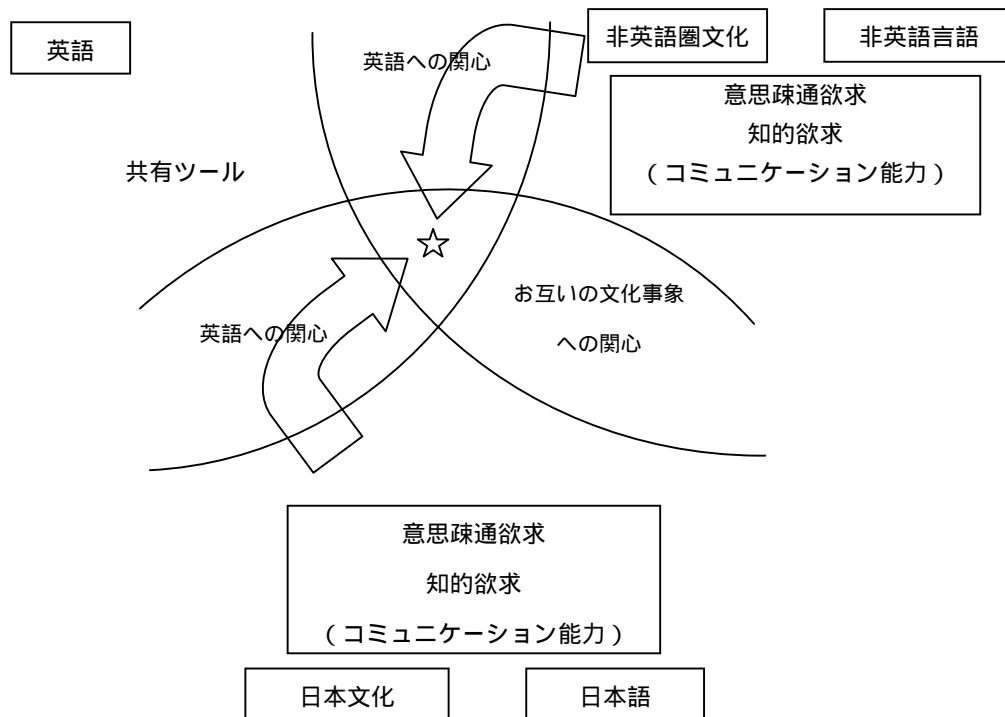 英語
英語への関心
非英語圏文化
非英語言語
意思疎通欲求
知的欲求
(コミュニケーション能力)
共有ツール
お互いの文化事象
への関心
英語への関心
意思疎通欲求
知的欲求
(コミュニケーション能力)
日本文化
日本語